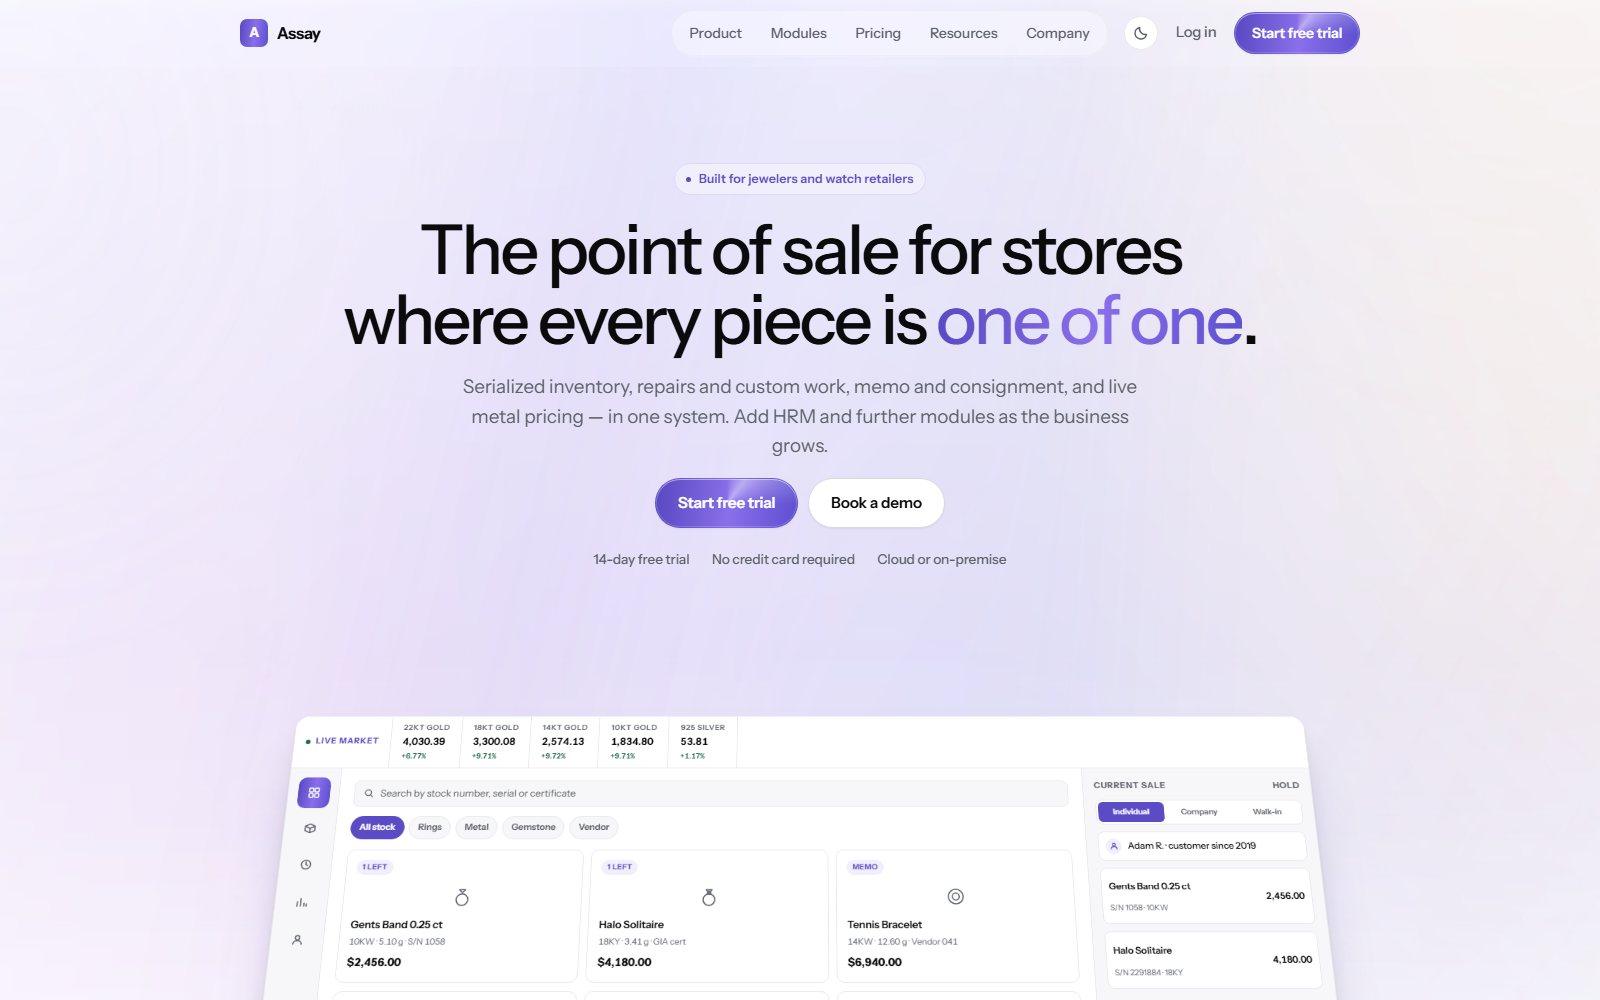 A Assay
Product Modules Pricing Resources Company Log in Start free trial
Built for jewelers and watch retailers
The point of sale for stores
where every piece is one of one.
Serialized inventory, repairs and custom work, memo and consignment, and live
metal pricing — in one system. Add HRM and further modules as the business
grows.
Start free trial Book a demo
14-day free trial No credit card required Cloud or on-premise
LIVE MARKET
22KT GOLD 18KT GOLD 14KT GOLD 10KT GOLD 925 SILVER
4,030.39 3,300.08 2,574.13 1,834.80 53.81
+6.77% +9.71% +9.72% +9.71% +1.17%
Search by stock number, serial or certificate
All stock Rings Metal Gemstone Vendor
1 LEFT
Gents Band 0.25 ct
10KW · 5.10 g · S/N 1058
$2,456.00
1 LEFT
Halo Solitaire
18KY · 3.41 g · GIA cert
$4,180.00
MEMO
Tennis Bracelet
14KW · 12.60 g · Vendor 041
$6,940.00
CURRENT SALE HOLD
Individual Company Walk-in
Adam R. · customer since 2019
Gents Band 0.25 ct
2,456.00
S/N 1058 · 10KW
Halo Solitaire
4,180.00
S/N 2291884 · 18KY